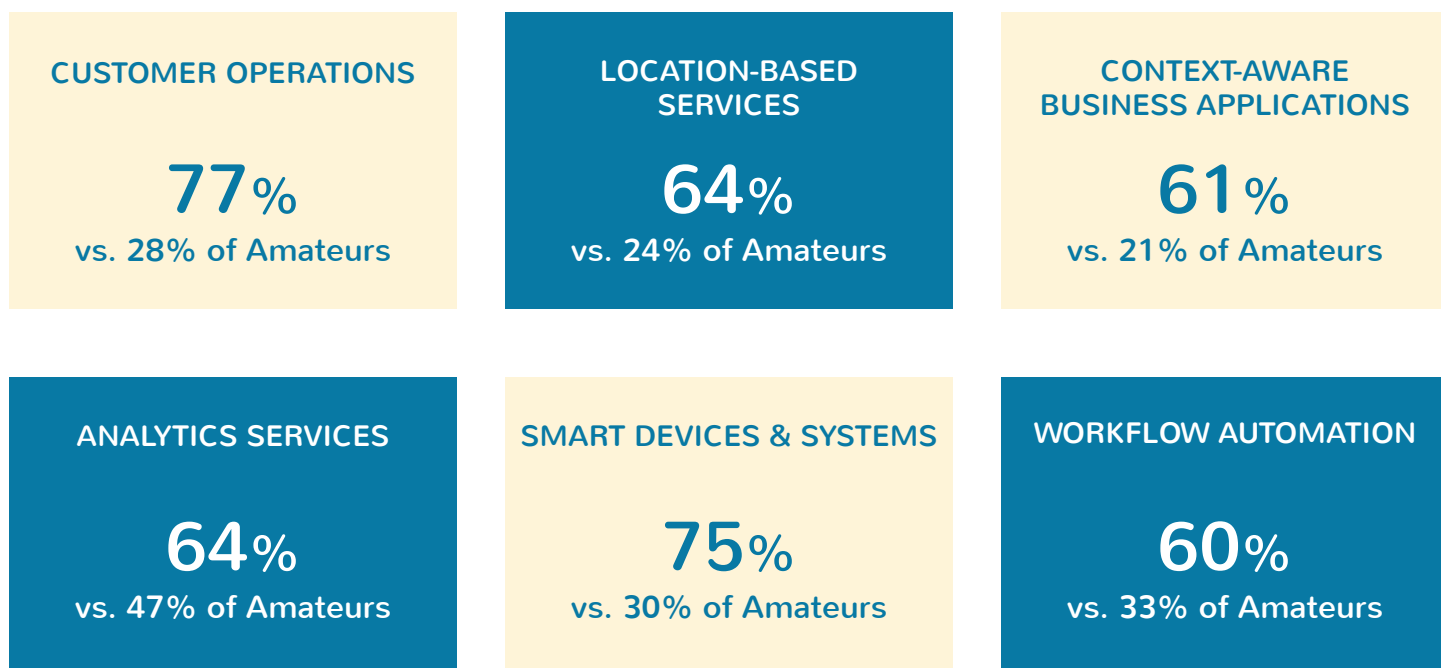 CUSTOMER OPERATIONS
77%
vs. 28% of Amateurs
LOCATION-BASED
SERVICES
64%
vs. 24% of Amateurs
CONTEXT-AWARE
BUSINESS APPLICATIONS
61%
vs. 21% of Amateurs
ANALYTICS SERVICES
64%
vs. 47% of Amateurs
SMART DEVICES & SYSTEMS
75%
vs. 30% of Amateurs
WORKFLOW AUTOMATION
60%
vs. 33% of Amateurs